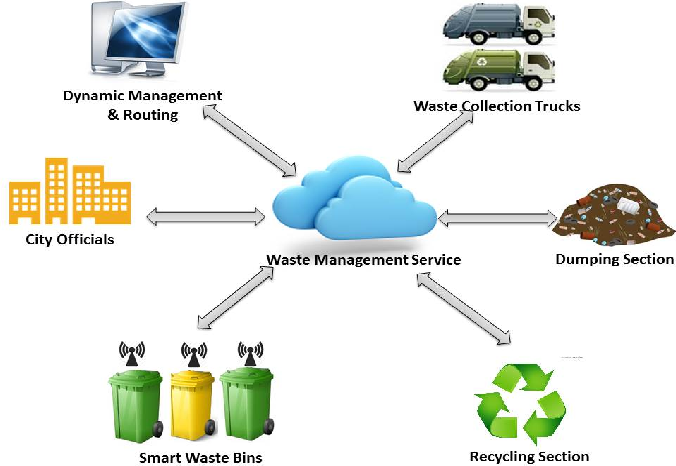 Dynamic Management
& Routing
Waste Collection Trucks
City Officials
Waste Management Service
Dumping Section
Smart Waste Bins
Recycling Section